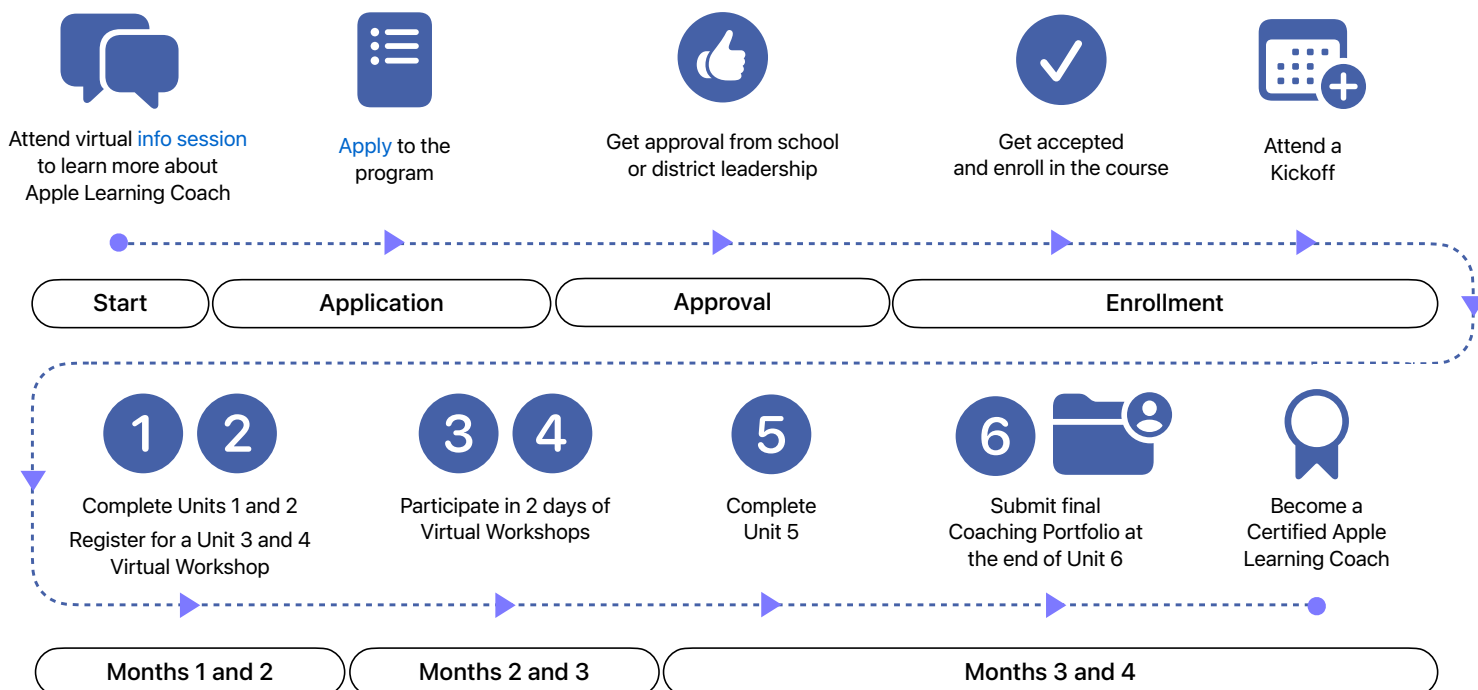 Attend virtual info session
to learn more about
Apple Learning Coach
Apply to the
program
Get approval from school
or district leadership
Get accepted
and enroll in the course
Attend a
Kickoff
Start
Application
Approval
Enrollment
1
2
Complete Units 1 and 2
Register for a Unit 3 and 4
Virtual Workshop
3
4
Participate in 2 days of
Virtual Workshops
5
Complete
Unit 5
6
Submit final
Coaching Portfolio at
the end of Unit 6
Become a
Certified Apple
Learning Coach
Months 1 and 2
Months 2 and 3
Months 3 and 4